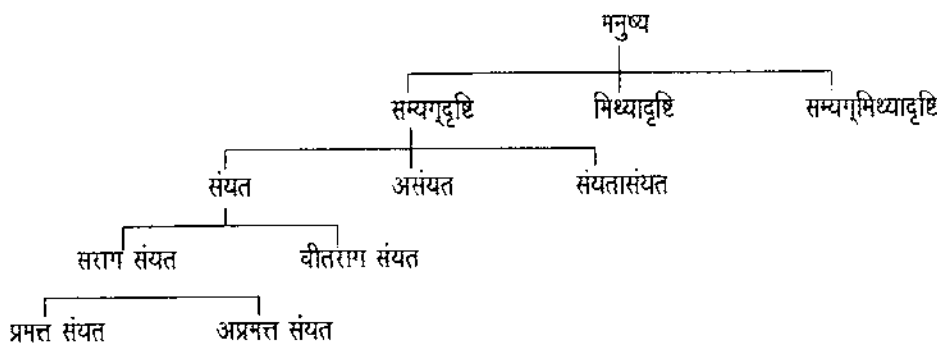 मनुष्य
सम्यग्दृष्टि मिथ्यादृष्टि सम्यग्मिथ्यादृष्टि
संयत असंयत संयतासंयत
सराग संयत वीतराग संयत
प्रमत्त संयत अप्रमत्त संयत